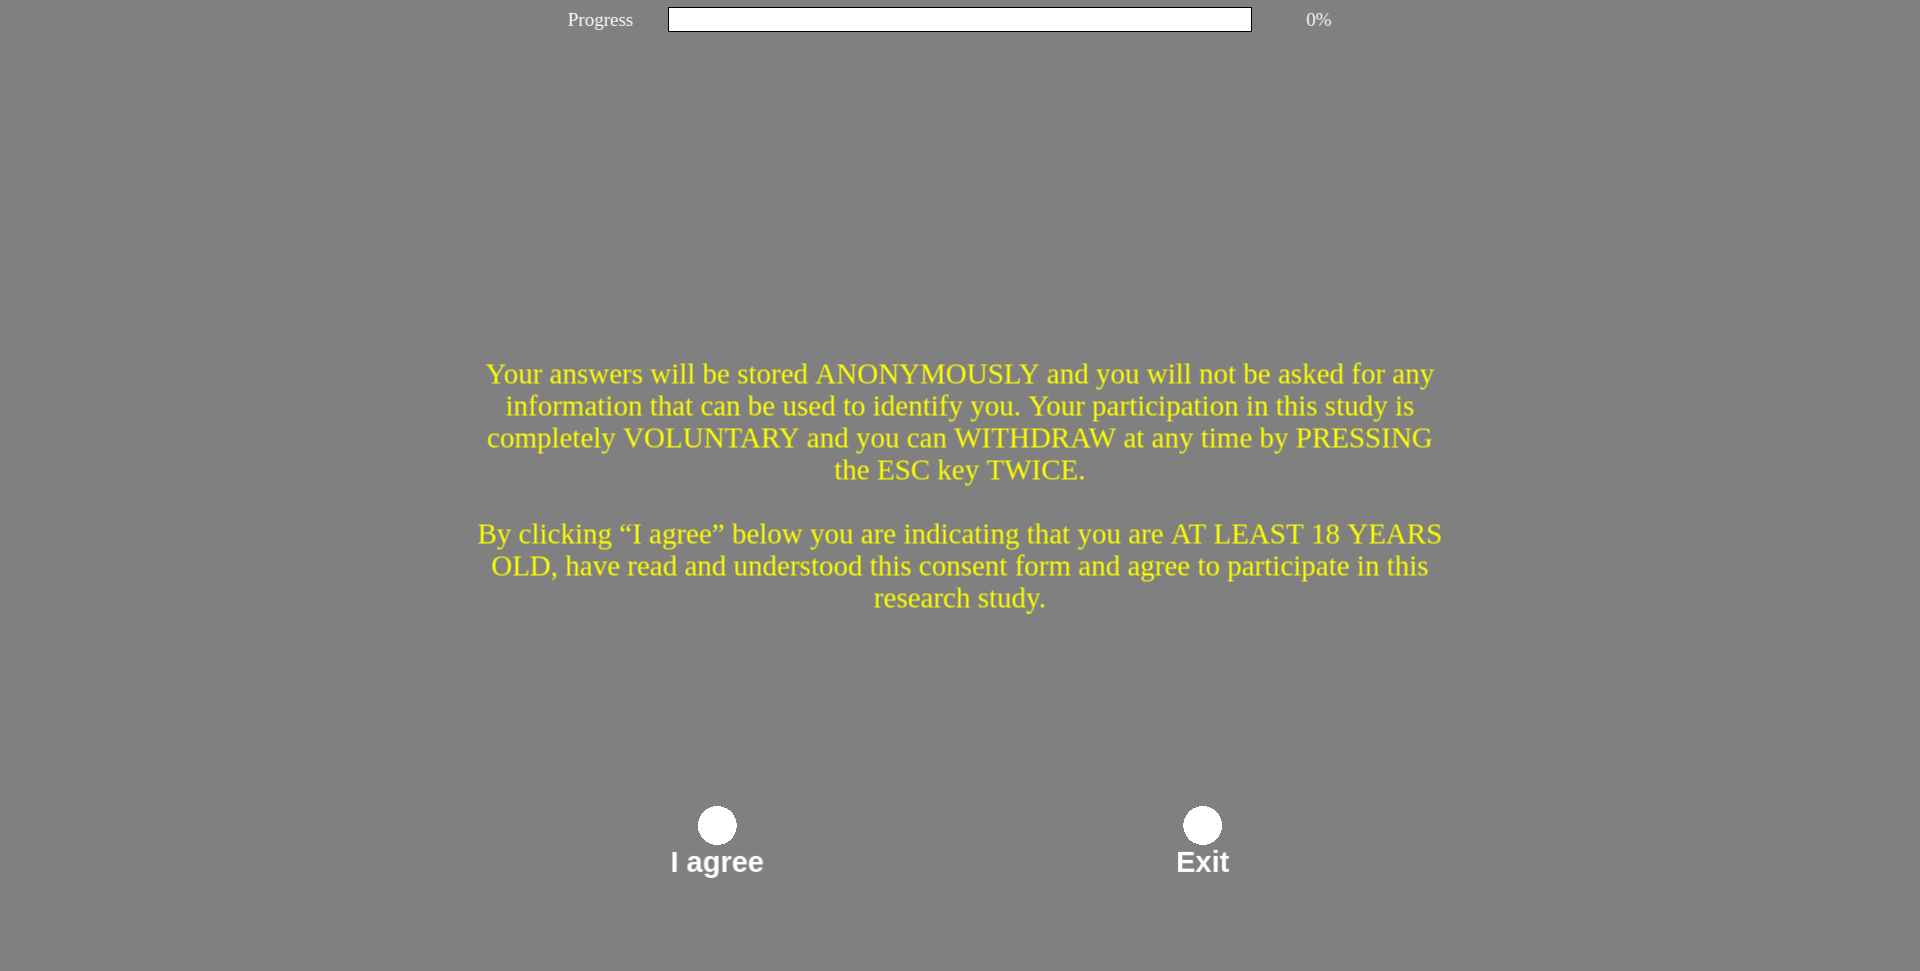 Progress 0%
Your answers will be stored ANONYMOUSLY and you will not be asked for any
information that can be used to identify you. Your participation in this study is
completely VOLUNTARY and you can WITHDRAW at any time by PRESSING
the ESC key TWICE.
By clicking “I agree” below you are indicating that you are AT LEAST 18 YEARS
OLD, have read and understood this consent form and agree to participate in this
research study.
I agree Exit